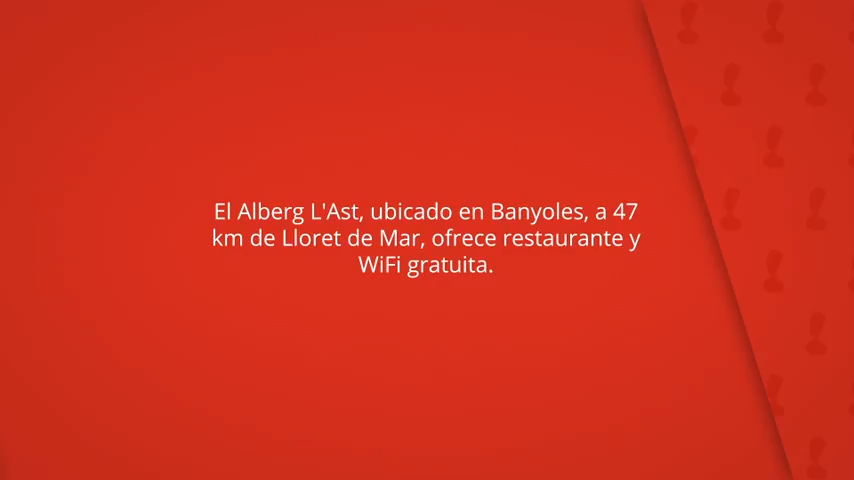 El Alberg L'Ast, ubicado en Banyoles, a 47
km de Lloret de Mar, ofrece restaurante y
WiFi gratuita.